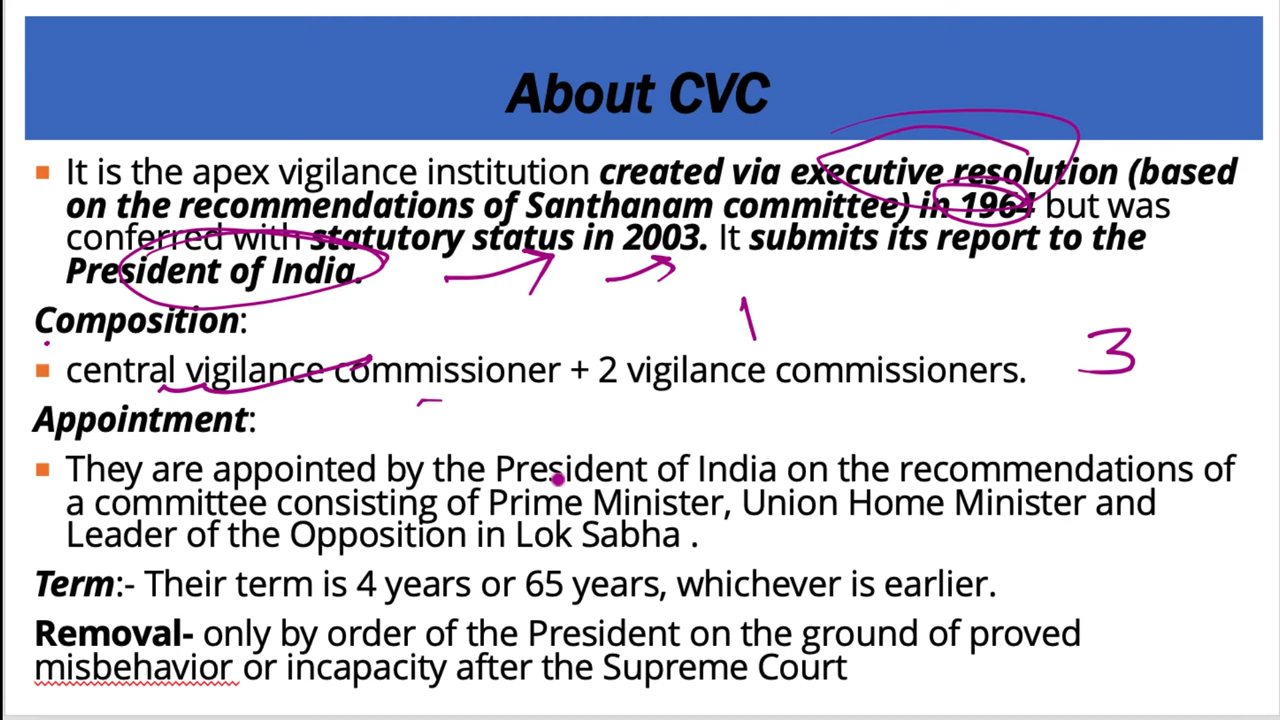 About CVC
It is the apex vigilance institution created via executive resolution (based
on the recommendations of Santhanam committee) in 1964 but was
conferred with statutory status in 2003. It submits its report to the
President of India.
Composition:
1
central vigilance commissioner + 2 vigilance commissioners. 3
Appointment:
They are appointed by the President of India on the recommendations of
a committee consisting of Prime Minister, Union Home Minister and
Leader of the Opposition in Lok Sabha .
Term:- Their term is 4 years or 65 years, whichever is earlier.
Removal- only by order of the President on the ground of proved
misbehavior or incapacity after the Supreme Court